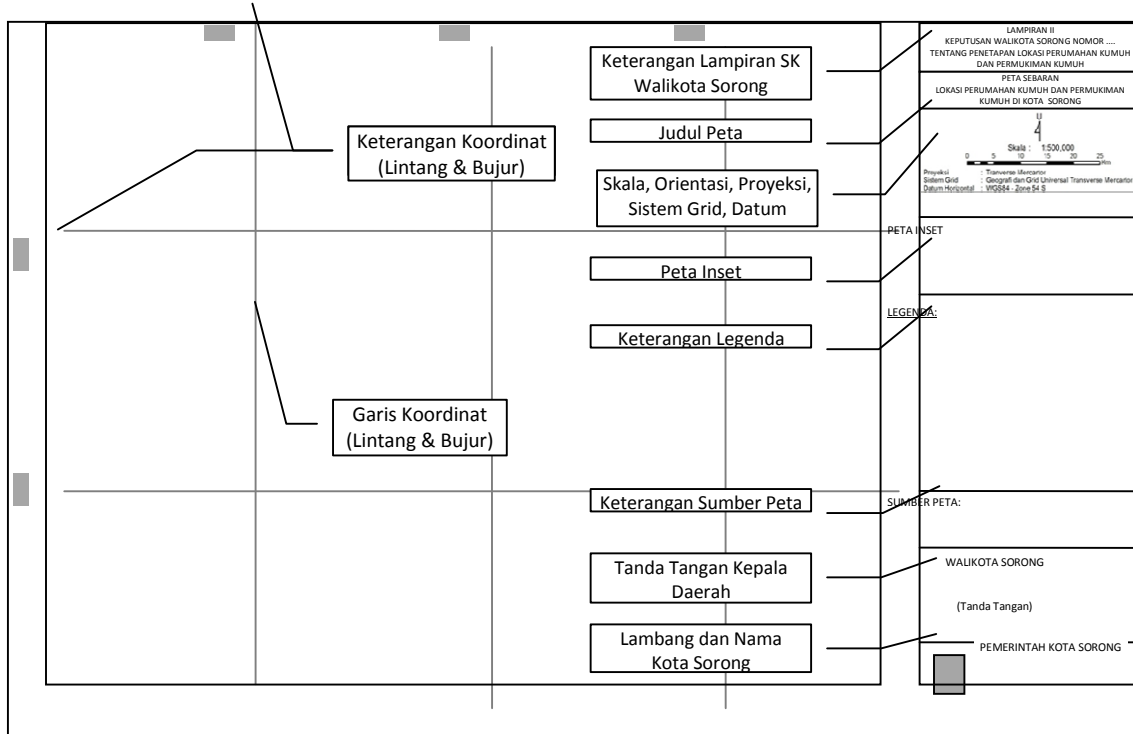 Keterangan Koordinat
(Lintang & Bujur)
Garis Koordinat
(Lintang & Bujur)
Keterangan Lampiran SK
Walikota Sorong
Judul Peta
Skala, Orientasi, Proyeksi,
Sistem Grid, Datum
Peta Inset
Keterangan Legenda
Keterangan Sumber Peta
Tanda Tangan Kepala
Daerah
Lambang dan Nama
Kota Sorong
LAMPIRAN II
KEPUTUSAN WALIKOTA SORONG NOMOR ....
TENTANG PENETAPAN LOKASI PERUMAHAN KUMUH
DAN PERMUKIMAN KUMUH
PETA SEBARAN
LOKASI PERUMAHAN KUMUH DAN PERMUKIMAN
KUMUH DI KOTA SORONG
U
Skala : 1:500,000
0 5 10 15 20 25
Km
Proyeksi : Tranverse Mercator
Sistem Grid : Geografi dan Grid Universal Transverse Mercator
Datum Horizontal : WGS84 - Zone 54 S
PETA INSET
LEGENDA:
SUMBER PETA:
WALIKOTA SORONG
(Tanda Tangan)
PEMERINTAH KOTA SORONG